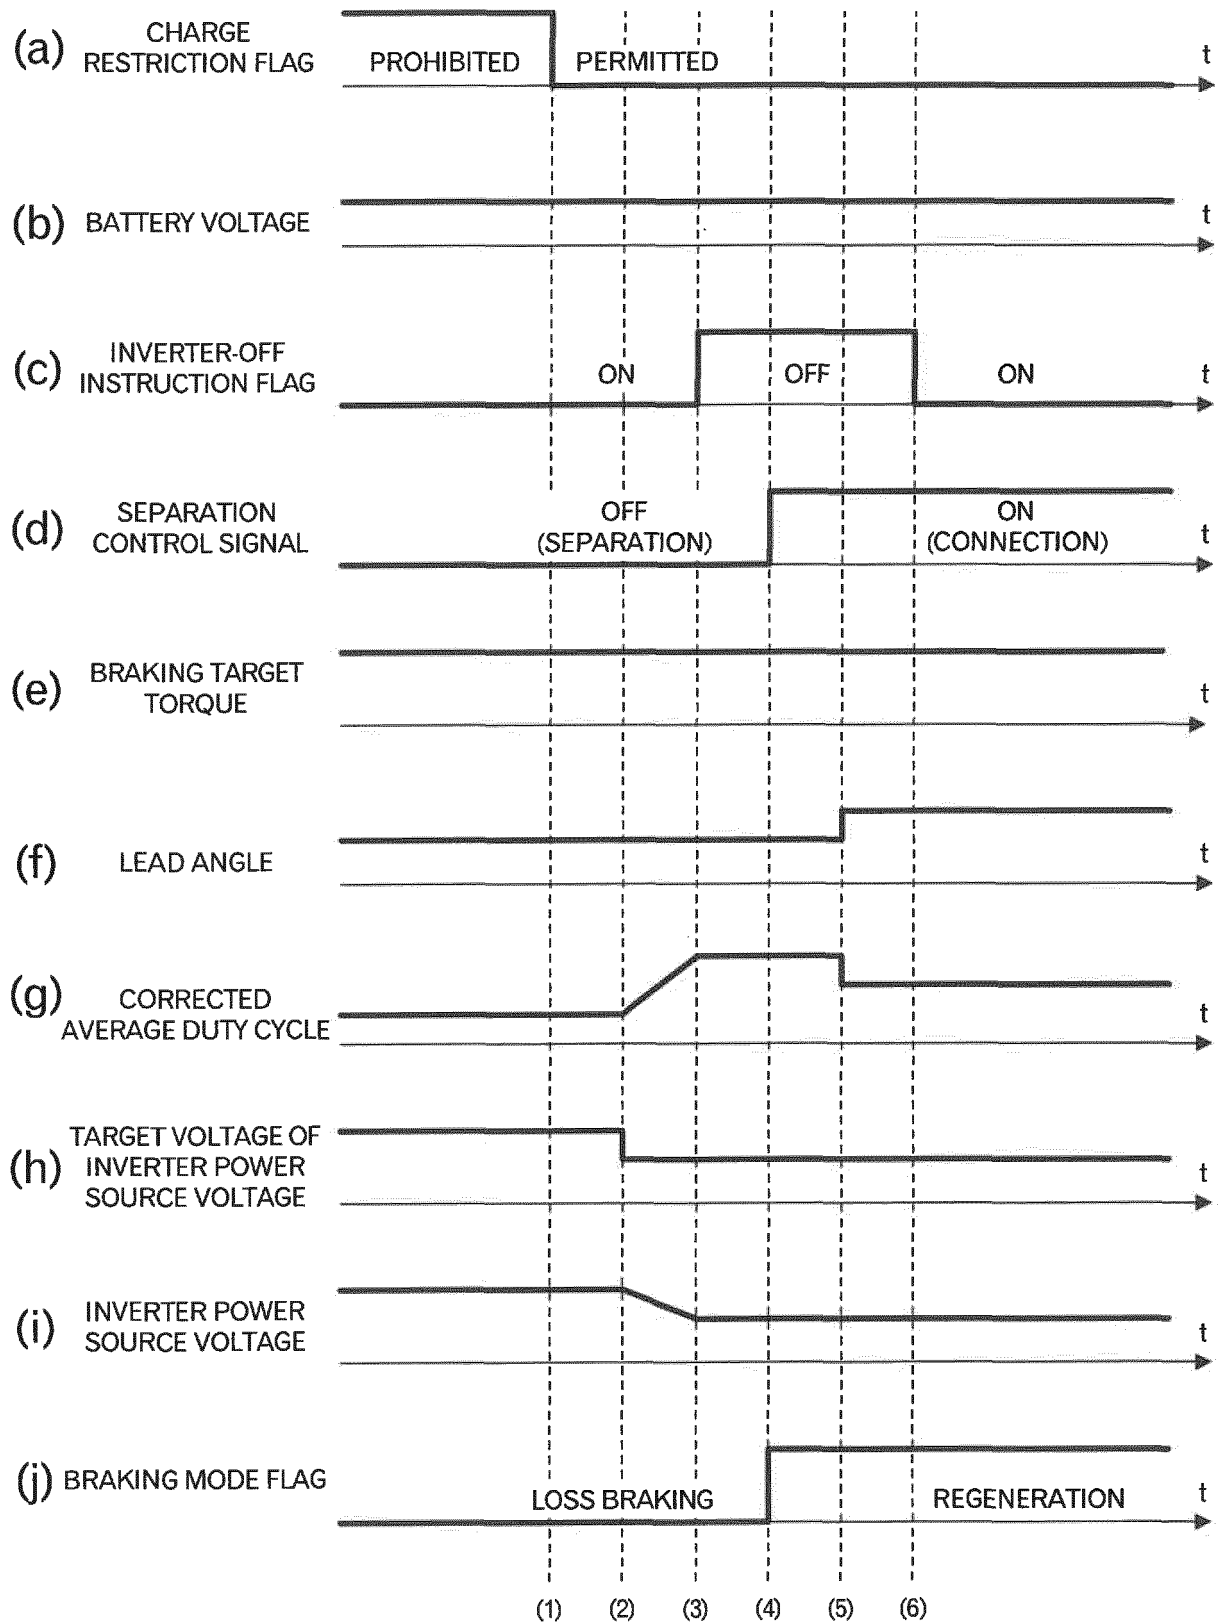 (a) CHARGE
RESTRICTION FLAG
PROHIBITED
PERMITTED
t
(b) BATTERY VOLTAGE
t
(c) INVERTER-OFF
INSTRUCTION FLAG
ON
OFF
ON
t
(d) SEPARATION
CONTROL SIGNAL
OFF
(SEPARATION)
ON
(CONNECTION)
t
(e) BRAKING TARGET
TORQUE
t
(f) LEAD ANGLE
t
(g) CORRECTED
AVERAGE DUTY CYCLE
t
(h) TARGET VOLTAGE OF
INVERTER POWER
SOURCE VOLTAGE
t
(i) INVERTER POWER
SOURCE VOLTAGE
t
(j) BRAKING MODE FLAG
LOSS BRAKING
REGENERATION
t
(1) (2) (3) (4) (5) (6)